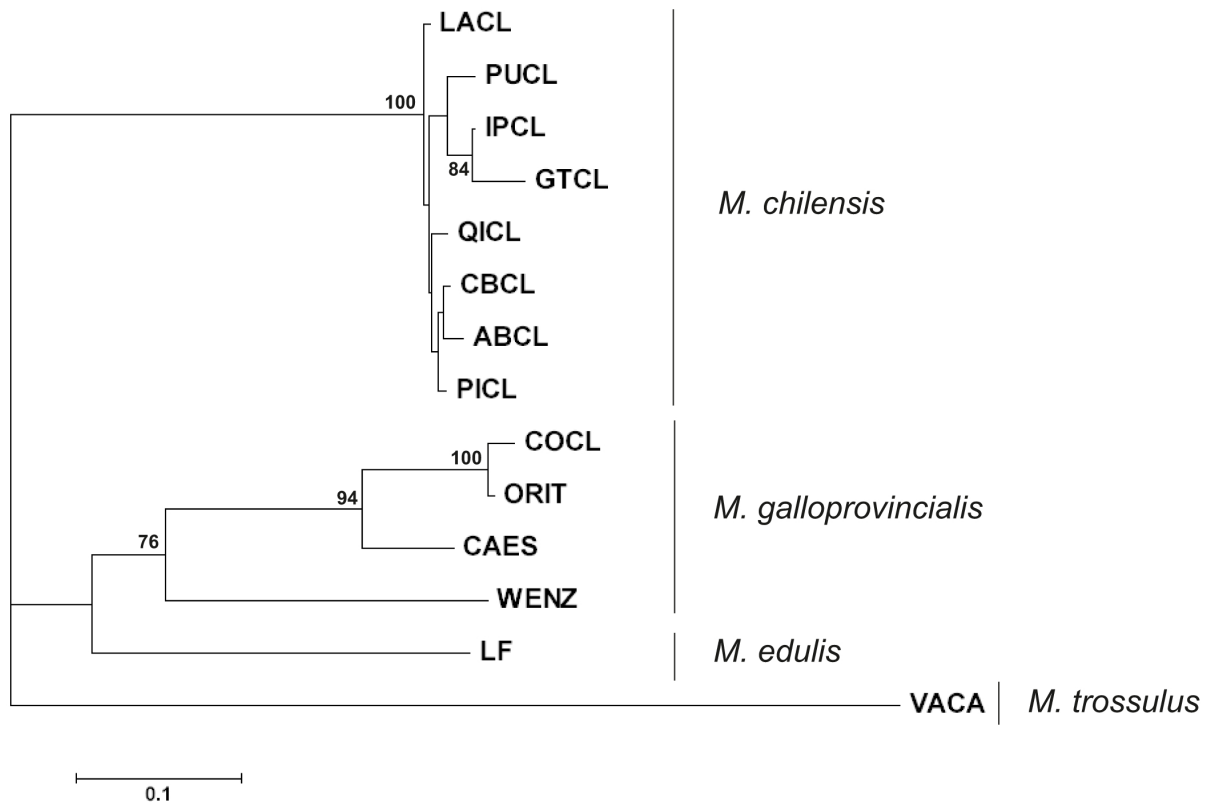 LACL
PUCL
100
IPCL
84
GTCL
M. chilensis
QICL
CBCL
ABCL
PICL
COCL
100
ORIT
94
M. galloprovincialis
CAES
76
WENZ
LF
M. edulis
VACA
M. trossulus
0.1